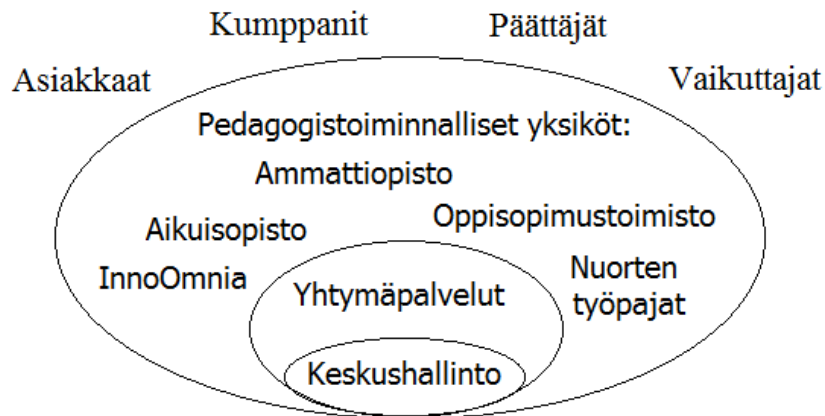 Kumppanit
Päättäjät
Asiakkaat
Vaikuttajat
Pedagogistoiminnalliset yksiköt:
Ammattiopisto
Oppisopimustoimisto
Aikuisopisto
InnoOmnia
Nuorten
työpajat
Yhtymäpalvelut
Keskushallinto